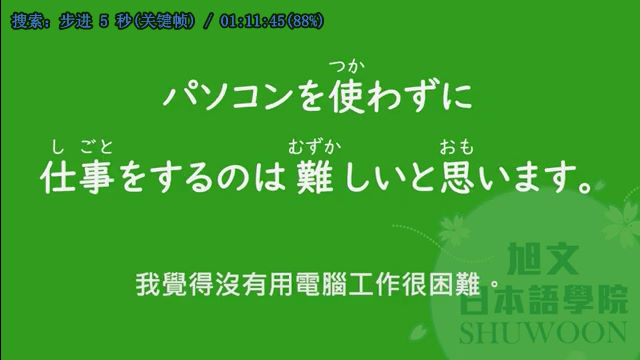 搜索: 步进 5 秒(关键帧) / 01:11:45(88%)
つか
パソコンを使わずに
しごと むずか おも
仕事をするのは難しいと思います。
我覺得沒有用電腦工作很困難。
旭文
日本語學院
SHUWOON